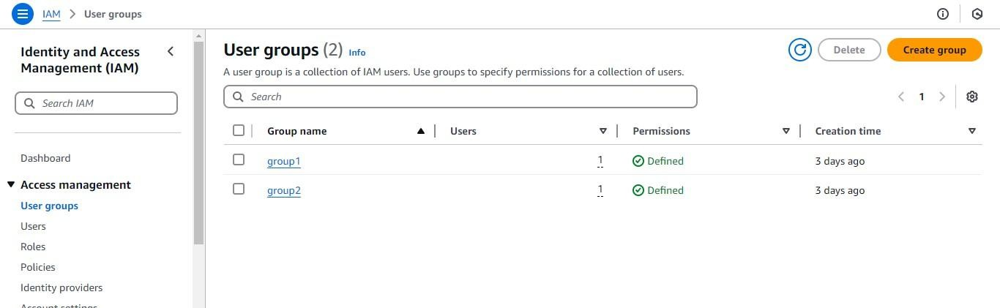 IAM > User groups
Identity and Access
Management (IAM)
Search IAM
Dashboard
Access management
User groups
Users
Roles
Policies
Identity providers
Account settings
User groups (2) Info
Delete
Create group
A user group is a collection of IAM users. Use groups to specify permissions for a collection of users.
Search
1
Group name Users Permissions Creation time
group1 1 Defined 3 days ago
group2 1 Defined 3 days ago